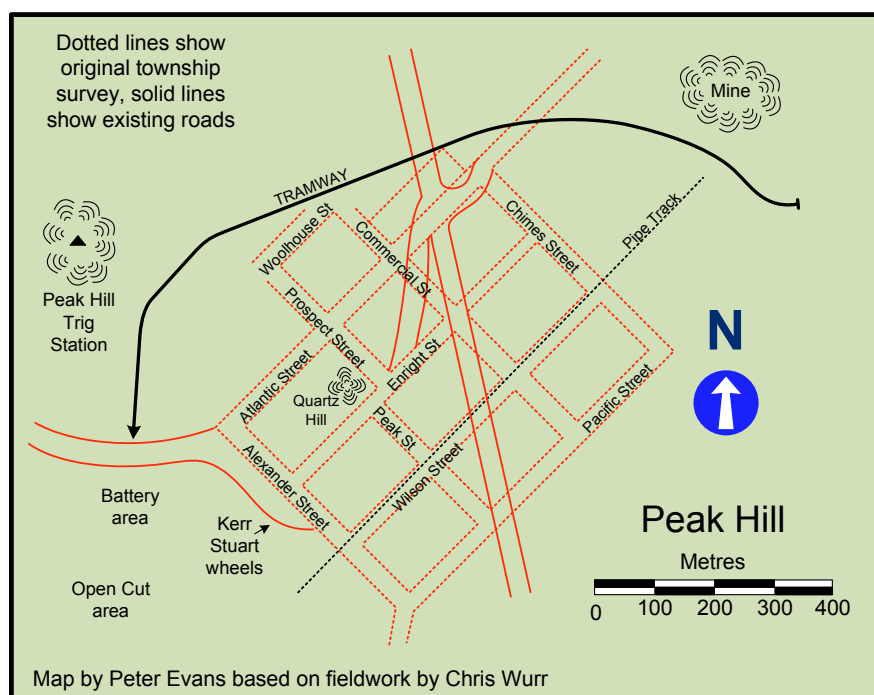 Dotted lines show
original township
survey, solid lines
show existing roads
Mine
TRAMWAY
Woolhouse St
Commercial St
Chimes Street
Pipe Track
Peak Hill
Trig
Station
Prospect Street
Enright St
N
Atlantic Street
Quartz
Hill
Peak St
Pacific Street
Alexander Street
Wilson Street
Battery
area
Kerr
Stuart
wheels
Open Cut
area
Peak Hill
Metres
0 100 200 300 400
Map by Peter Evans based on fieldwork by Chris Wurr